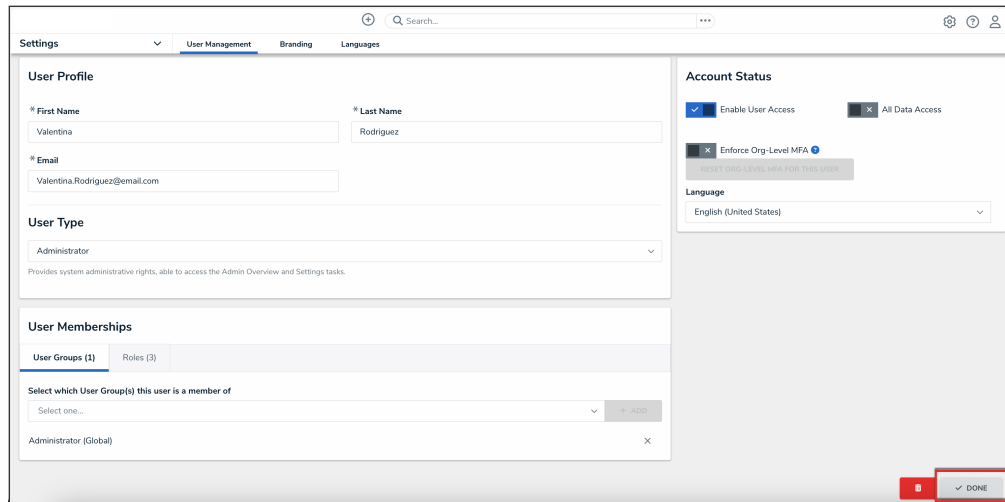 Search...
Settings User Management Branding Languages
User Profile
* First Name * Last Name
Valentina Rodriguez
* Email
Valentina.Rodriguez@email.com
User Type
Administrator
Provides system administrative rights, able to access the Admin Overview and Settings tasks.
User Memberships
User Groups (1) Roles (3)
Select which User Group(s) this user is a member of
Select one... + ADD
Administrator (Global)
Account Status
Enable User Access All Data Access
Enforce Org-Level MFA
RESET ORG-LEVEL MFA FOR THIS USER
Language
English (United States)
DONE